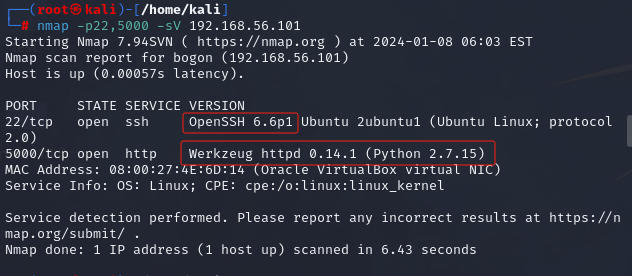 ┌──(root㉿kali)-[/home/kali]
└─# nmap -p22,5000 -sV 192.168.56.101
Starting Nmap 7.94SVN ( https://nmap.org ) at 2024-01-08 06:03 EST
Nmap scan report for bogon (192.168.56.101)
Host is up (0.00057s latency).
PORT     STATE SERVICE VERSION
22/tcp   open  ssh     OpenSSH 6.6p1 Ubuntu 2ubuntu1 (Ubuntu Linux; protocol
2.0)
5000/tcp open  http    Werkzeug httpd 0.14.1 (Python 2.7.15)
MAC Address: 08:00:27:4E:6D:14 (Oracle VirtualBox virtual NIC)
Service Info: OS: Linux; CPE: cpe:/o:linux:linux_kernel
Service detection performed. Please report any incorrect results at https://n
map.org/submit/ .
Nmap done: 1 IP address (1 host up) scanned in 6.43 seconds